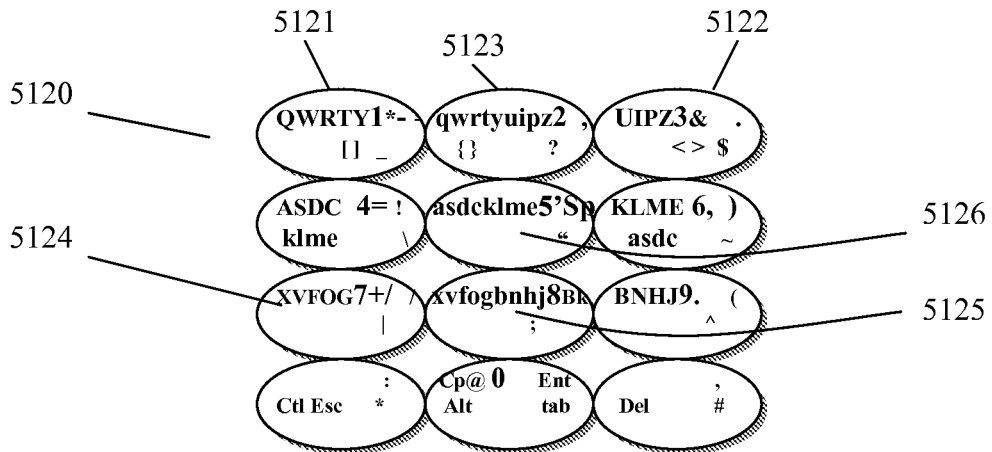 5121
5123
5122
5120
QWRTY1*- - qwrtyuipz2 , UIPZ3& .
[ ] _ { } ? < > $
ASDC 4= ! asdcklme5’Sp KLME 6, )
5126
klme \ “ asdc ~
5124
XVFOG7+/ / xvfogbnhj8Bk BNHJ9. (
5125
| ; ^
: Cp@ 0 Ent ,
Ctl Esc * Alt tab Del #